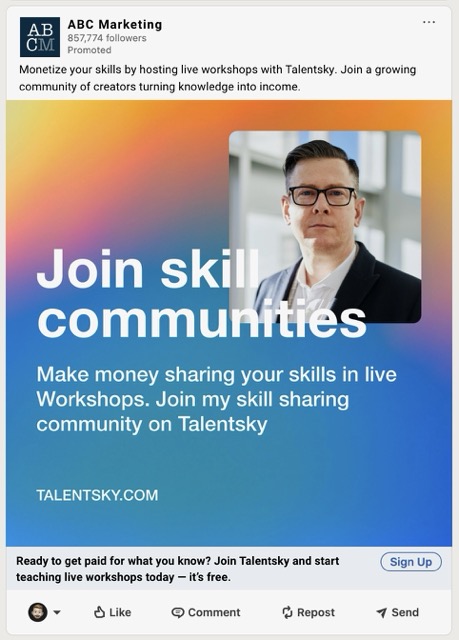 ABC Marketing
857,774 followers
Promoted
Monetize your skills by hosting live workshops with Talentsky. Join a growing
community of creators turning knowledge into income.
Join skill
communities
Make money sharing your skills in live
Workshops. Join my skill sharing
community on Talentsky
TALENTSKY.COM
Ready to get paid for what you know? Join Talentsky and start
teaching live workshops today — it’s free.
Sign Up
Like
Comment
Repost
Send
AB
CM